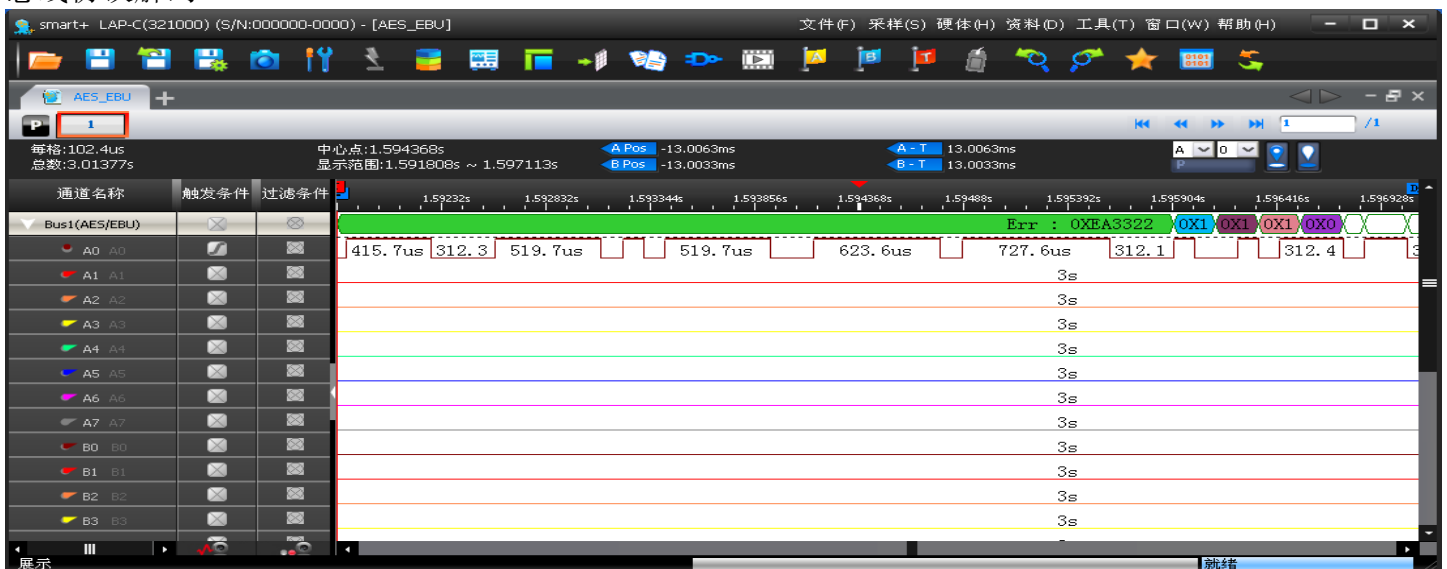 smart+ LAP-C(321000) (S/N:000000-0000) - [AES_EBU] 文件(F) 采样(S) 硬体(H) 资料(D) 工具(T) 窗口(W) 帮助(H)
AES_EBU
P 1 1 /1
每格:102.4us 中心点:1.594368s A Pos -13.0063ms A - T 13.0063ms A 0
总数:3.01377s 显示范围:1.591808s ~ 1.597113s B Pos -13.0033ms B - T 13.0033ms P
通道名称 触发条件 过滤条件 1.59232s 1.592832s 1.593344s 1.593856s 1.594368s 1.59488s 1.595392s 1.595904s 1.596416s 1.596928s D
Bus1(AES/EBU) Err : 0XEA3322 0X1 0X1 0X1 0X0
A0 A0 415.7us 312.3 519.7us 519.7us 623.6us 727.6us 312.1 312.4 3
A1 A1 3s
A2 A2 3s
A3 A3 3s
A4 A4 3s
A5 A5 3s
A6 A6 3s
A7 A7 3s
B0 B0 3s
B1 B1 3s
B2 B2 3s
B3 B3 3s
展示 就绪